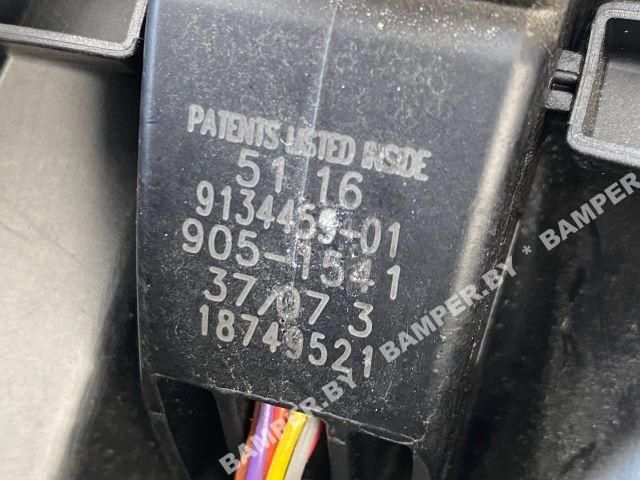 PATENTS LISTED INSIDE
51 16
9134459-01
905-1541
37/07 3
18749521
BAMPER.BY * BAMPER.BY * BAMPER.BY * BAMPER